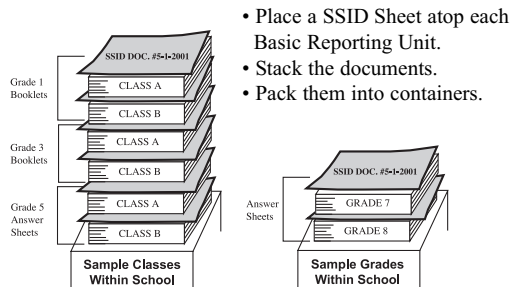 • Place a SSID Sheet atop each
Basic Reporting Unit.
• Stack the documents.
• Pack them into containers.
SSID DOC. #5-1-2001
Grade 1
Booklets
CLASS A
CLASS B
Grade 3
Booklets
CLASS A
CLASS B
Grade 5
Answer
Sheets
CLASS A
CLASS B
Sample Classes
Within School
SSID DOC. #5-1-2001
Answer
Sheets
GRADE 7
GRADE 8
Sample Grades
Within School